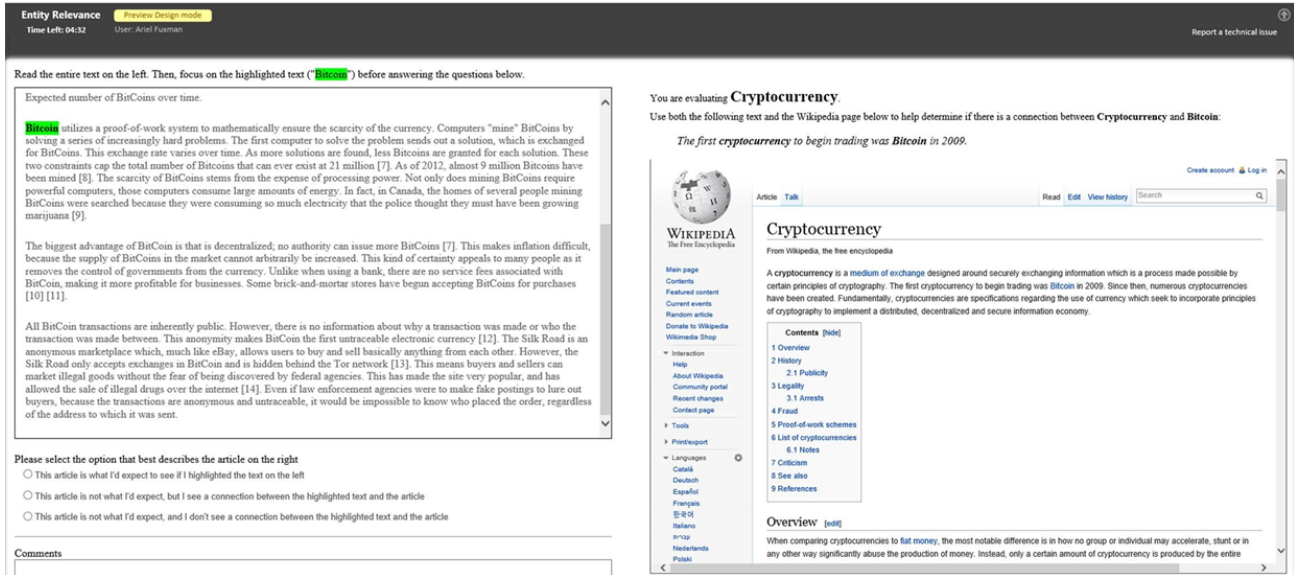 Entity Relevance
Preview Design mode
Time Left: 04:32
User: Ariel Fuxman
Report a technical issue
Read the entire text on the left. Then, focus on the highlighted text ("Bitcoin") before answering the questions below.
Expected number of BitCoins over time.
Bitcoin utilizes a proof-of-work system to mathematically ensure the scarcity of the currency. Computers "mine" BitCoins by
solving a series of increasingly hard problems. The first computer to solve the problem sends out a solution, which is exchanged
for BitCoins. This exchange rate varies over time. As more solutions are found, less Bitcoins are granted for each solution. These
two constraints cap the total number of Bitcoins that can ever exist at 21 million [7]. As of 2012, almost 9 million Bitcoins have
been mined [8]. The scarcity of BitCoins stems from the expense of processing power. Not only does mining BitCoins require
powerful computers, those computers consume large amounts of energy. In fact, in Canada, the homes of several people mining
BitCoins were searched because they were consuming so much electricity that the police thought they must have been growing
marijuana [9].
The biggest advantage of BitCoin is that is decentralized; no authority can issue more BitCoins [7]. This makes inflation difficult,
because the supply of BitCoins in the market cannot arbitrarily be increased. This kind of certainty appeals to many people as it
removes the control of governments from the currency. Unlike when using a bank, there are no service fees associated with
BitCoin, making it more profitable for businesses. Some brick-and-mortar stores have begun accepting BitCoins for purchases
[10] [11].
All BitCoin transactions are inherently public. However, there is no information about why a transaction was made or who the
transaction was made between. This anonymity makes BitCoin the first untraceable electronic currency [12]. The Silk Road is an
anonymous marketplace which, much like eBay, allows users to buy and sell basically anything from each other. However, the
Silk Road only accepts exchanges in BitCoin and is hidden behind the Tor network [13]. This means buyers and sellers can
market illegal goods without the fear of being discovered by federal agencies. This has made the site very popular, and has
allowed the sale of illegal drugs over the internet [14]. Even if law enforcement agencies were to make fake postings to lure out
buyers, because the transactions are anonymous and untraceable, it would be impossible to know who placed the order, regardless
of the address to which it was sent.
Please select the option that best describes the article on the right
This article is what I'd expect to see if I highlighted the text on the left
This article is not what I'd expect, but I see a connection between the highlighted text and the article
This article is not what I'd expect, and I don't see a connection between the highlighted text and the article
Comments
You are evaluating Cryptocurrency.
Use both the following text and the Wikipedia page below to help determine if there is a connection between Cryptocurrency and Bitcoin:
The first cryptocurrency to begin trading was Bitcoin in 2009.
Create account Log in
Article Talk
Read Edit View history Search
WIKIPEDIA
The Free Encyclopedia
Main page
Contents
Featured content
Current events
Random article
Donate to Wikipedia
Wikimedia Shop
Interaction
Help
About Wikipedia
Community portal
Recent changes
Contact page
Tools
Print/export
Languages
Català
Deutsch
Español
Français
한국어
Italiano
עברית
Nederlands
Polski
Cryptocurrency
From Wikipedia, the free encyclopedia
A cryptocurrency is a medium of exchange designed around securely exchanging information which is a process made possible by
certain principles of cryptography. The first cryptocurrency to begin trading was Bitcoin in 2009. Since then, numerous cryptocurrencies
have been created. Fundamentally, cryptocurrencies are specifications regarding the use of currency which seek to incorporate principles
of cryptography to implement a distributed, decentralized and secure information economy.
Contents [hide]
1 Overview
2 History
2.1 Publicity
3 Legality
3.1 Arrests
4 Fraud
5 Proof-of-work schemes
6 List of cryptocurrencies
6.1 Notes
7 Criticism
8 See also
9 References
Overview [edit]
When comparing cryptocurrencies to fiat money, the most notable difference is in how no group or individual may accelerate, stunt or in
any other way significantly abuse the production of money. Instead, only a certain amount of cryptocurrency is produced by the entire